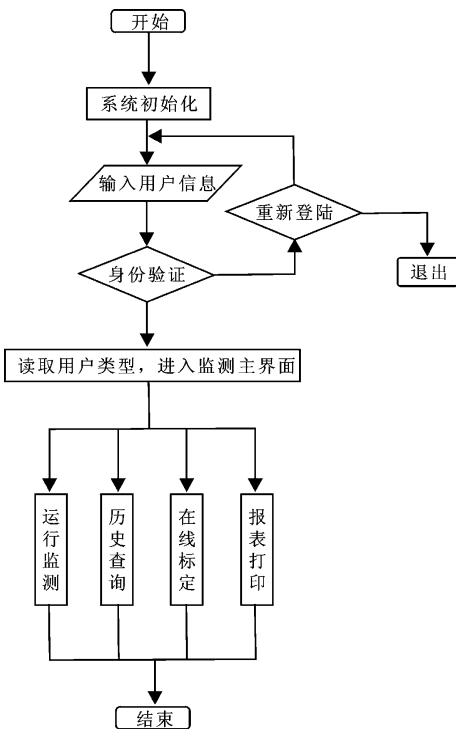 开始
系统初始化
输入用户信息
重新登陆
身份验证
退出
读取用户类型，进入监测主界面
运行监测
历史查询
在线标定
报表打印
结束